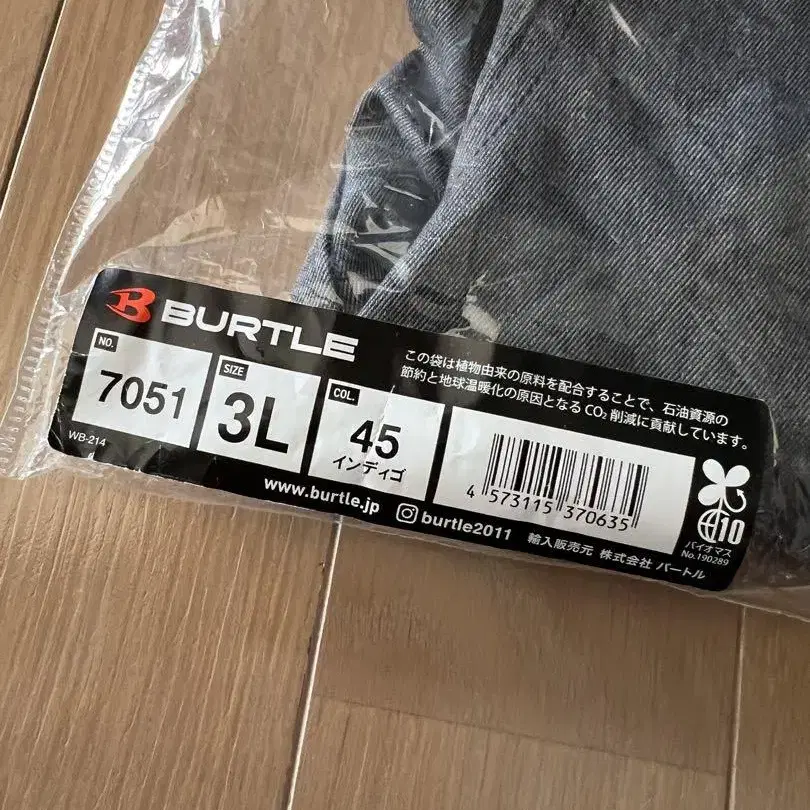 BURTLE
NO.
7051
SIZE
3L
COL.
45
インディゴ
WB-214
この袋は植物由来の原料を配合することで、石油資源の
節約と地球温暖化の原因となるCO₂削減に貢献しています。
4 573115 370635
10
バイオマス
No.190289
www.burtle.jp
burtle2011
輸入販売元 株式会社 バートル